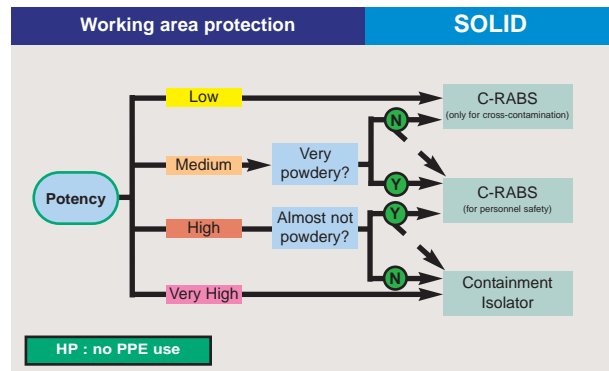 Working area protection
SOLID
Low
C-RABS
(only for cross-contamination)
N
Medium
Very
powdery?
Y
Potency
C-RABS
(for personnel safety)
High
Almost not
powdery?
Y
N
Very High
Containment
Isolator
HP : no PPE use